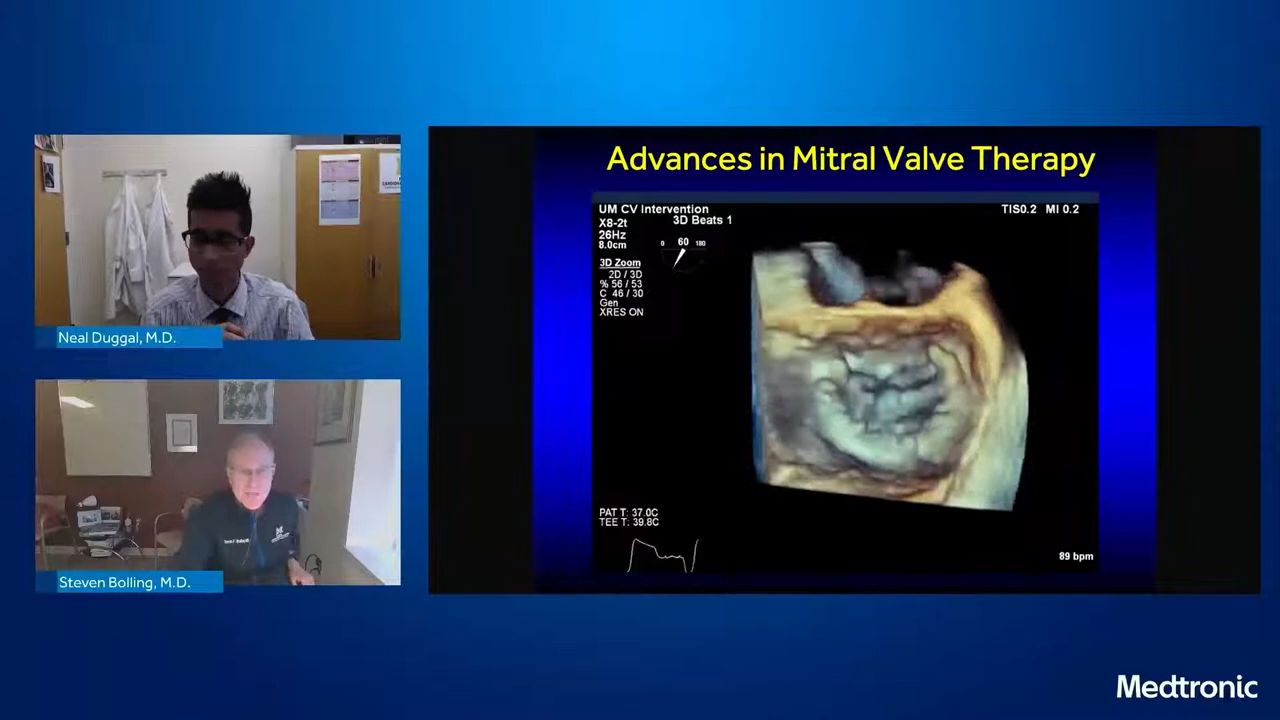 Advances in Mitral Valve Therapy
UM CV Intervention
3D Beats 1
TIS0.2 MI 0.2
X8-2t
26Hz
8.0cm
0 60 180
3D Zoom
2D / 3D
% 56 / 53
C 46 / 30
Gen
XRES ON
PAT T: 37.0C
TEE T: 39.8C
89 bpm
Neal Duggal, M.D.
Steven Bolling, M.D.
Medtronic